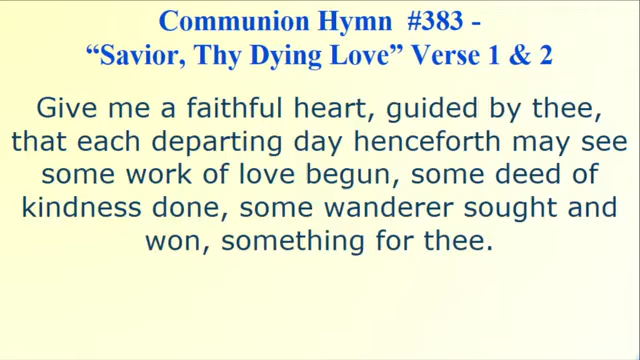 Communion Hymn #383 -
“Savior, Thy Dying Love” Verse 1 & 2
Give me a faithful heart, guided by thee,
that each departing day henceforth may see
some work of love begun, some deed of
kindness done, some wanderer sought and
won, something for thee.